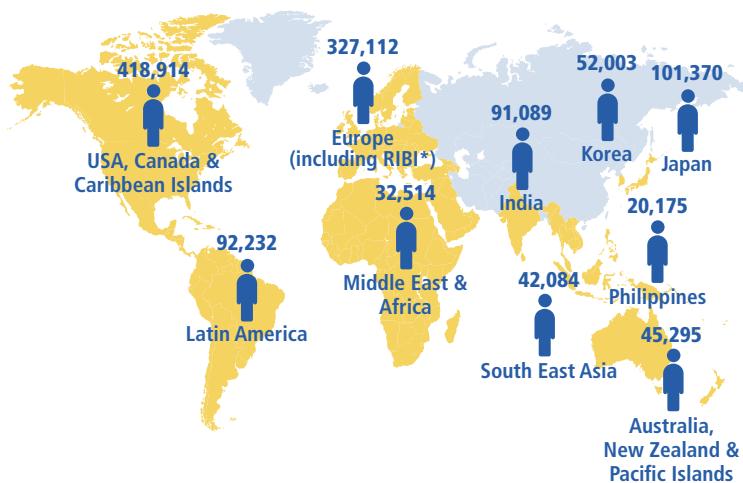 418,914
USA, Canada &
Caribbean Islands
327,112
Europe
(including RIBI*)
52,003
Korea
101,370
Japan
91,089
India
32,514
Middle East &
Africa
92,232
Latin America
20,175
Philippines
42,084
South East Asia
45,295
Australia,
New Zealand &
Pacific Islands